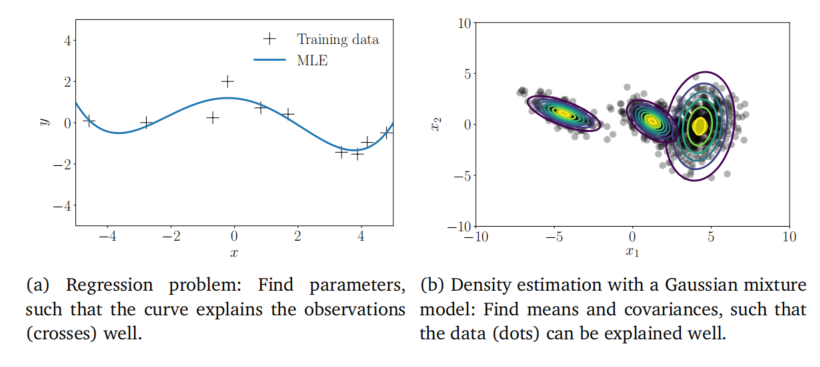 4
2
0
−2
−4
y
−4
−2
0
2
4
x
Training data
MLE
10
5
0
−5
−10
x2
−10
−5
0
5
10
x1
(a) Regression problem: Find parameters,
such that the curve explains the observations
(crosses) well.
(b) Density estimation with a Gaussian mixture
model: Find means and covariances, such that
the data (dots) can be explained well.